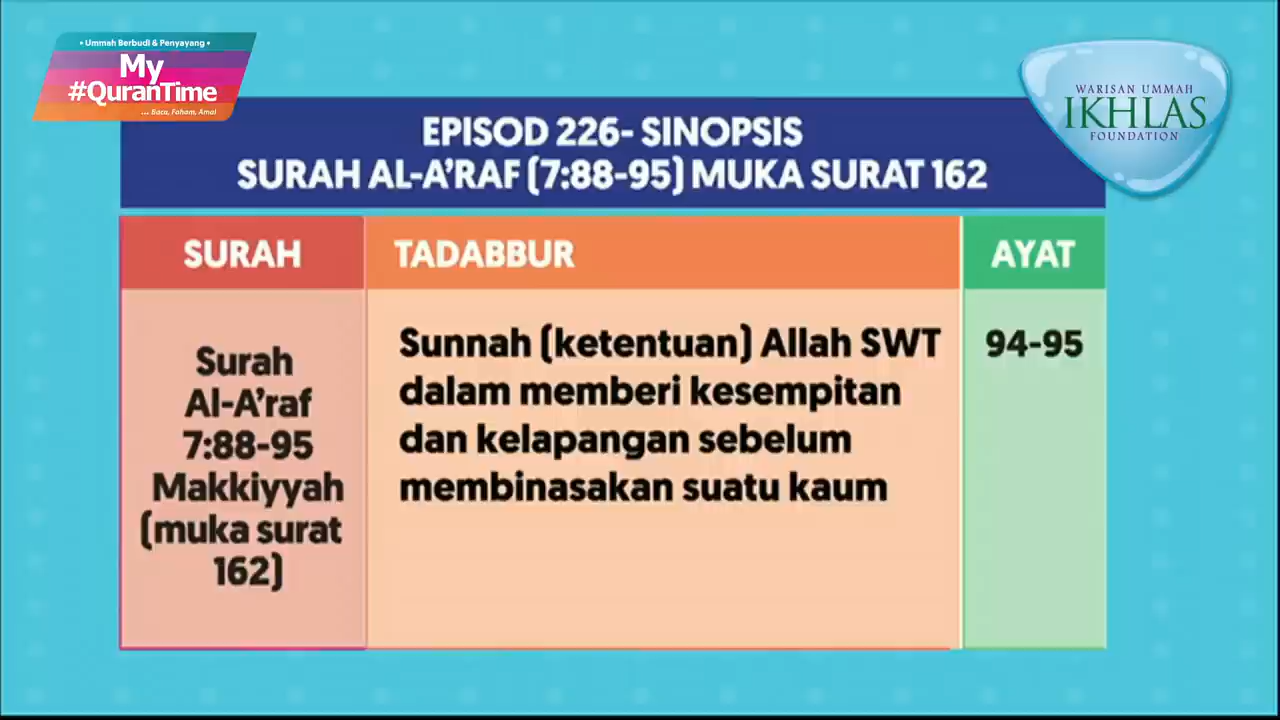 • Ummah Berbudi & Penyayang •
My
#QuranTime
... Baca, Faham, Amal
WARISAN UMMAH
IKHLAS
FOUNDATION
EPISOD 226- SINOPSIS
SURAH AL-A'RAF (7:88-95) MUKA SURAT 162
SURAH
TADABBUR
AYAT
Surah
Al-A'raf
7:88-95
Makkiyyah
(muka surat
162)
Sunnah (ketentuan) Allah SWT
dalam memberi kesempitan
dan kelapangan sebelum
membinasakan suatu kaum
94-95